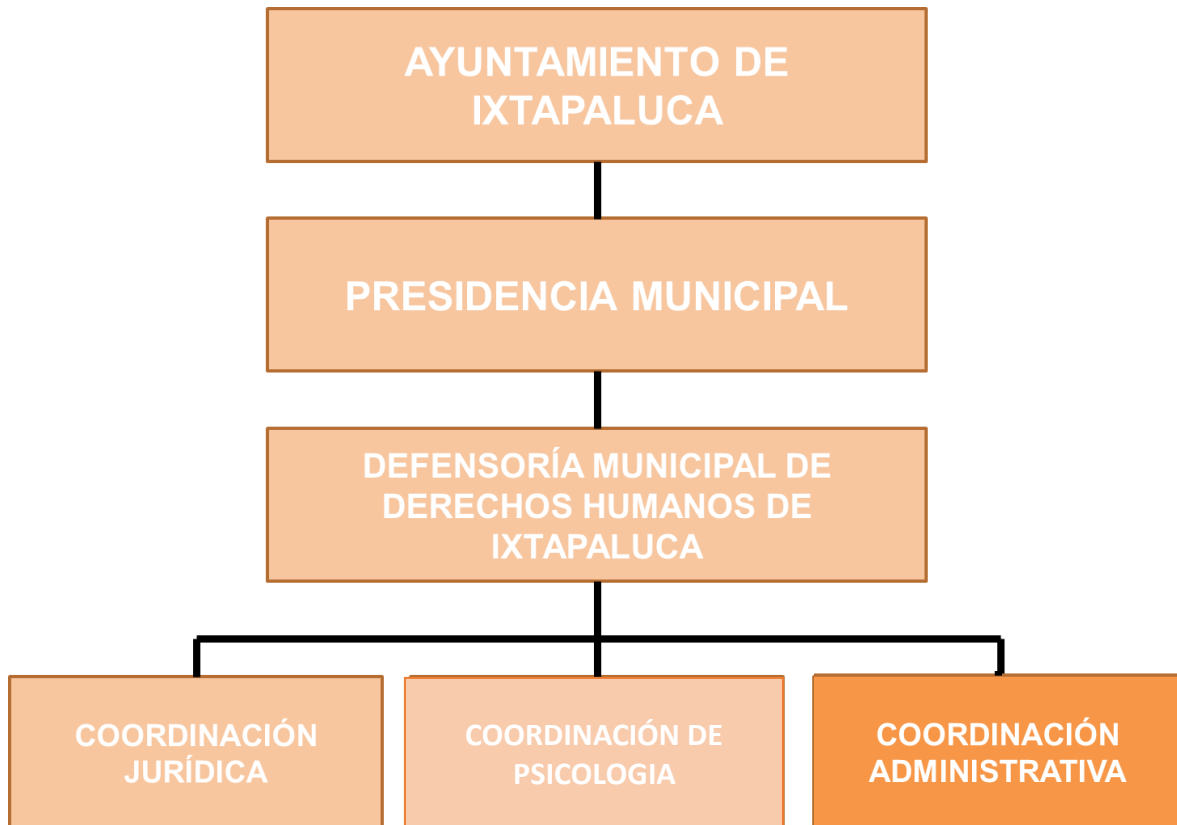 AYUNTAMIENTO DE
IXTAPALUCA
PRESIDENCIA MUNICIPAL
DEFENSORÍA MUNICIPAL DE
DERECHOS HUMANOS DE
IXTAPALUCA
COORDINACIÓN
JURÍDICA
COORDINACIÓN DE
PSICOLOGIA
COORDINACIÓN
ADMINISTRATIVA